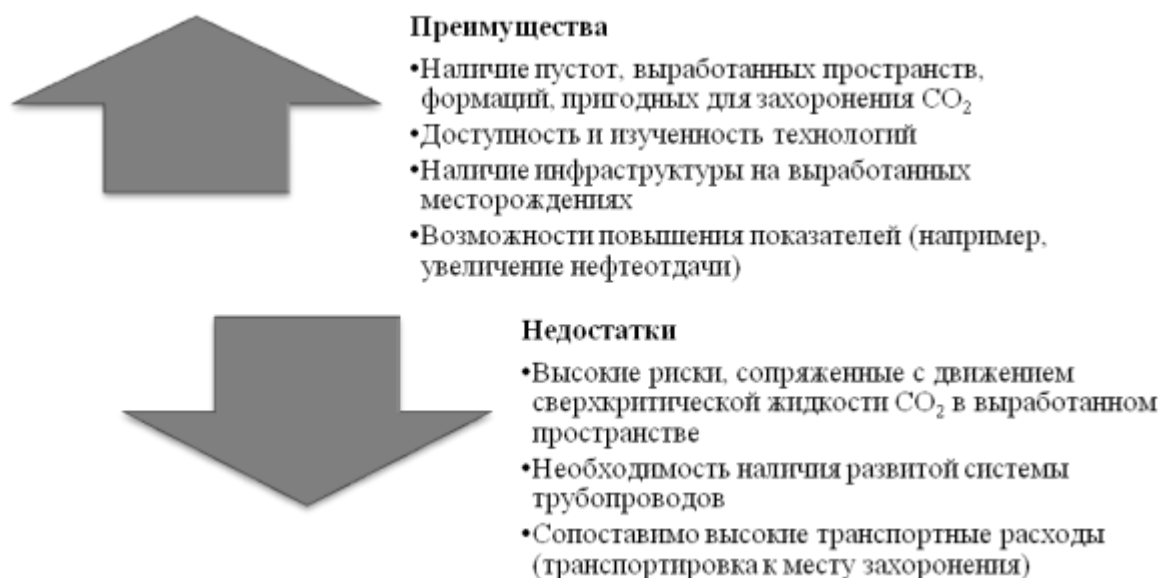 Преимущества
•Наличие пустот, выработанных пространств,
формаций, пригодных для захоронения CO₂
•Доступность и изученность технологий
•Наличие инфраструктуры на выработанных
месторождениях
•Возможности повышения показателей (например,
увеличение нефтеотдачи)
Недостатки
•Высокие риски, сопряженные с движением
сверхкритической жидкости CO₂ в выработанном
пространстве
•Необходимость наличия развитой системы
трубопроводов
•Сопоставимо высокие транспортные расходы
(транспортировка к месту захоронения)